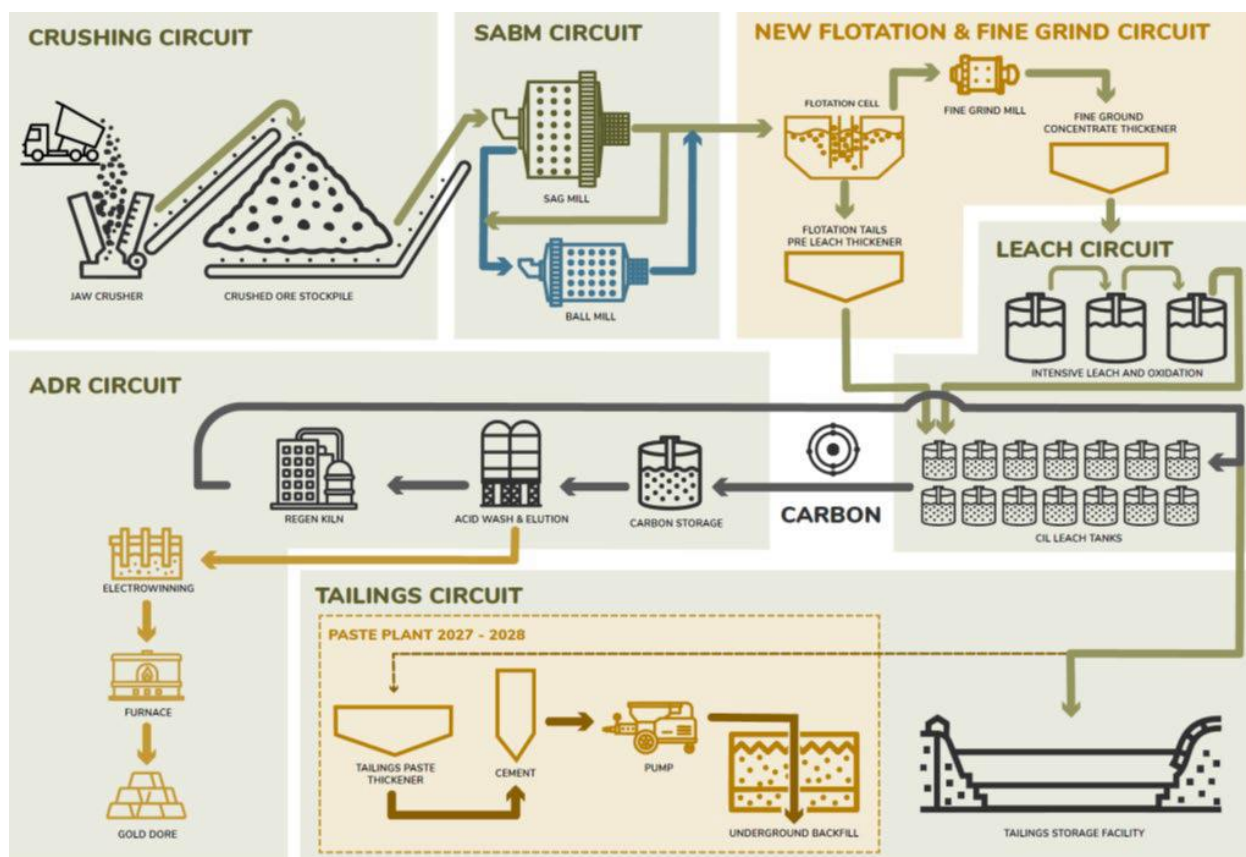 CRUSHING CIRCUIT
JAW CRUSHER
CRUSHED ORE STOCKPILE
SABM CIRCUIT
SAG MILL
BALL MILL
NEW FLOTATION & FINE GRIND CIRCUIT
FLOTATION CELL
FINE GRIND MILL
FINE GROUND
CONCENTRATE THICKENER
FLOTATION TAILS
PRE LEACH THICKENER
LEACH CIRCUIT
INTENSIVE LEACH AND OXIDATION
ADR CIRCUIT
REGEN KILN
ACID WASH & ELUTION
CARBON STORAGE
CARBON
CIL LEACH TANKS
ELECTROWINNING
FURNACE
GOLD DORE
TAILINGS CIRCUIT
PASTE PLANT 2027 - 2028
TAILINGS PASTE
THICKENER
CEMENT
PUMP
UNDERGROUND BACKFILL
TAILINGS STORAGE FACILITY